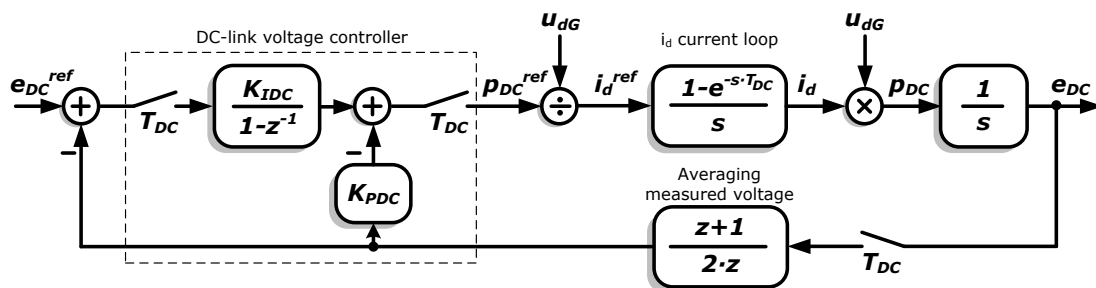 DC-link voltage controller
u_dG
i_d current loop
u_dG
e_DC^ref
+
−
T_DC
K_IDC
1-z^-1
+
−
T_DC
p_DC^ref
÷
i_d^ref
1-e^-s·T_DC
s
i_d
×
p_DC
1
s
e_DC
K_PDC
Averaging
measured voltage
z+1
2·z
T_DC